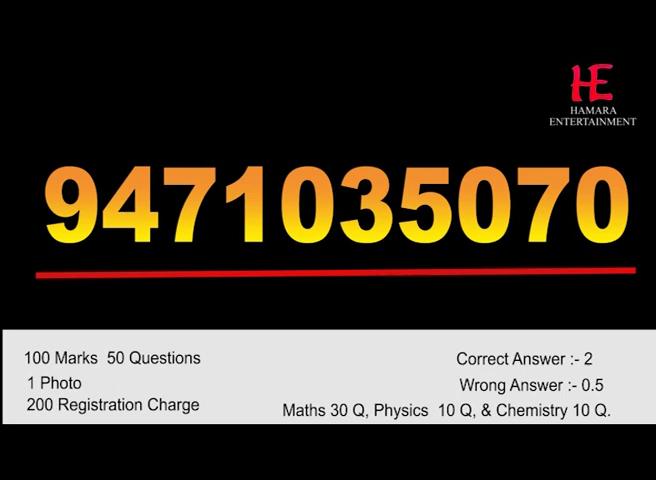 HE
HAMARA
ENTERTAINMENT
9471035070
100 Marks 50 Questions
1 Photo
200 Registration Charge
Correct Answer :- 2
Wrong Answer :- 0.5
Maths 30 Q, Physics 10 Q, & Chemistry 10 Q.